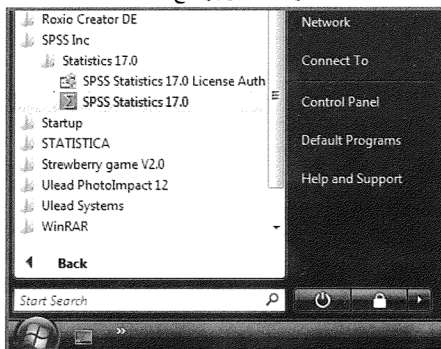 Roxio Creator DE
SPSS Inc
Statistics 17.0
SPSS Statistics 17.0 License Auth
SPSS Statistics 17.0
Startup
STATISTICA
Strewberry game V2.0
Ulead PhotoImpact 12
Ulead Systems
WinRAR
Back
Start Search
Network
Connect To
Control Panel
Default Programs
Help and Support
»